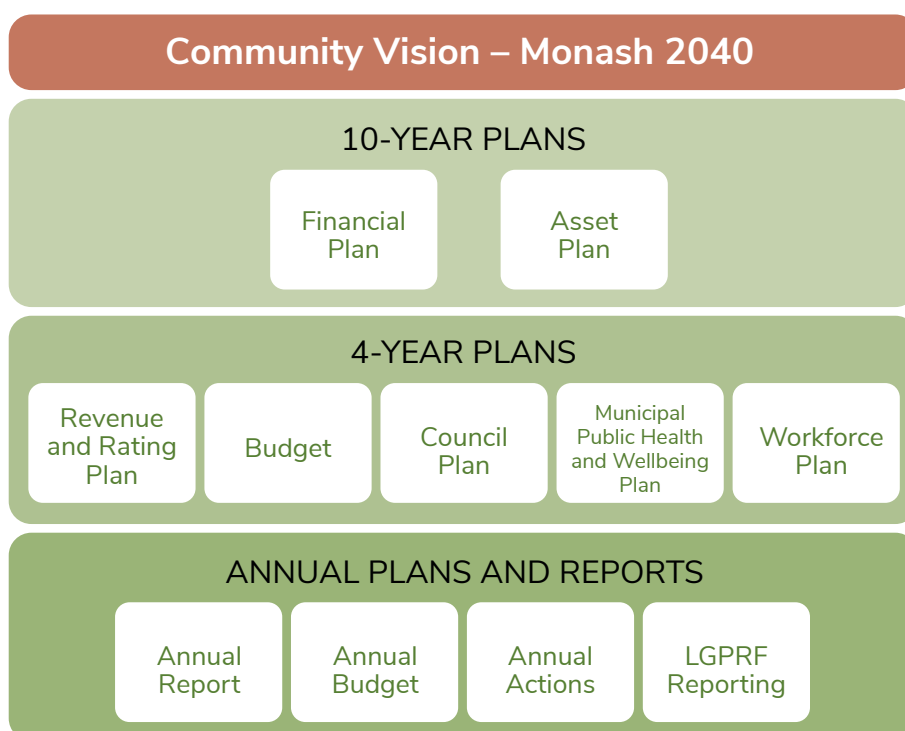 Community Vision – Monash 2040
10-YEAR PLANS
Financial
Plan
Asset
Plan
4-YEAR PLANS
Revenue
and Rating
Plan
Budget
Council
Plan
Municipal
Public Health
and Wellbeing
Plan
Workforce
Plan
ANNUAL PLANS AND REPORTS
Annual
Report
Annual
Budget
Annual
Actions
LGPRF
Reporting